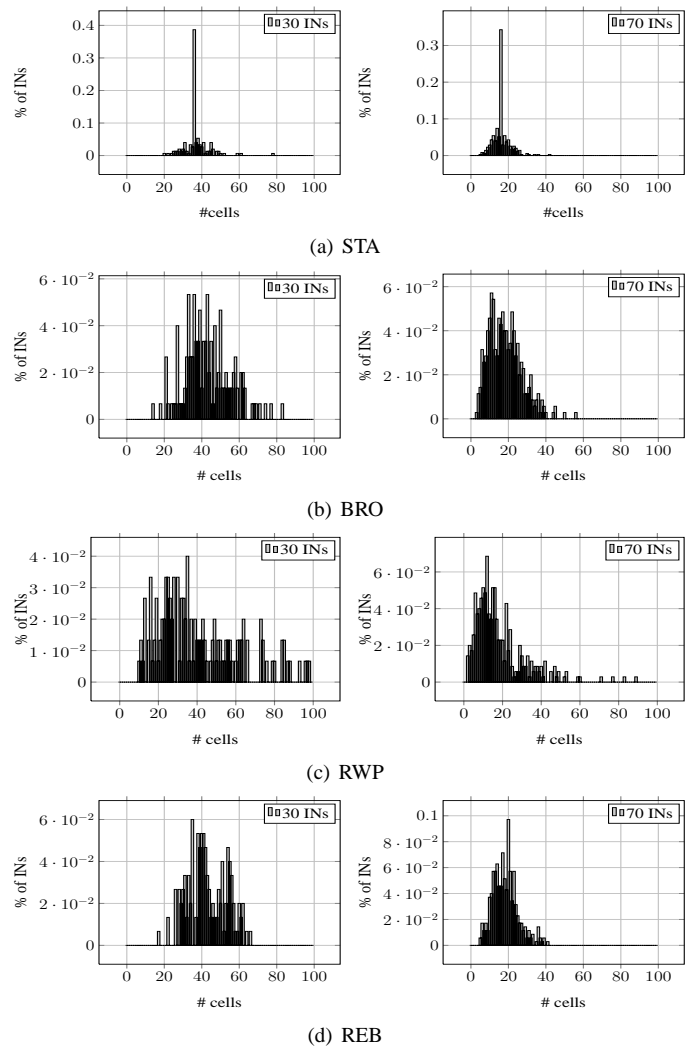 0.4
0.3
0.2
0.1
0
% of INs
30 INs
0 20 40 60 80 100
#cells
0.3
0.2
0.1
0
% of INs
70 INs
0 20 40 60 80 100
#cells
(a) STA
6 · 10⁻²
4 · 10⁻²
2 · 10⁻²
0
% of INs
30 INs
0 20 40 60 80 100
# cells
6 · 10⁻²
4 · 10⁻²
2 · 10⁻²
0
% of INs
70 INs
0 20 40 60 80 100
# cells
(b) BRO
4 · 10⁻²
3 · 10⁻²
2 · 10⁻²
1 · 10⁻²
0
% of INs
30 INs
0 20 40 60 80 100
# cells
6 · 10⁻²
4 · 10⁻²
2 · 10⁻²
0
% of INs
70 INs
0 20 40 60 80 100
# cells
(c) RWP
6 · 10⁻²
4 · 10⁻²
2 · 10⁻²
0
% of INs
30 INs
0 20 40 60 80 100
# cells
0.1
8 · 10⁻²
6 · 10⁻²
4 · 10⁻²
2 · 10⁻²
0
% of INs
70 INs
0 20 40 60 80 100
# cells
(d) REB